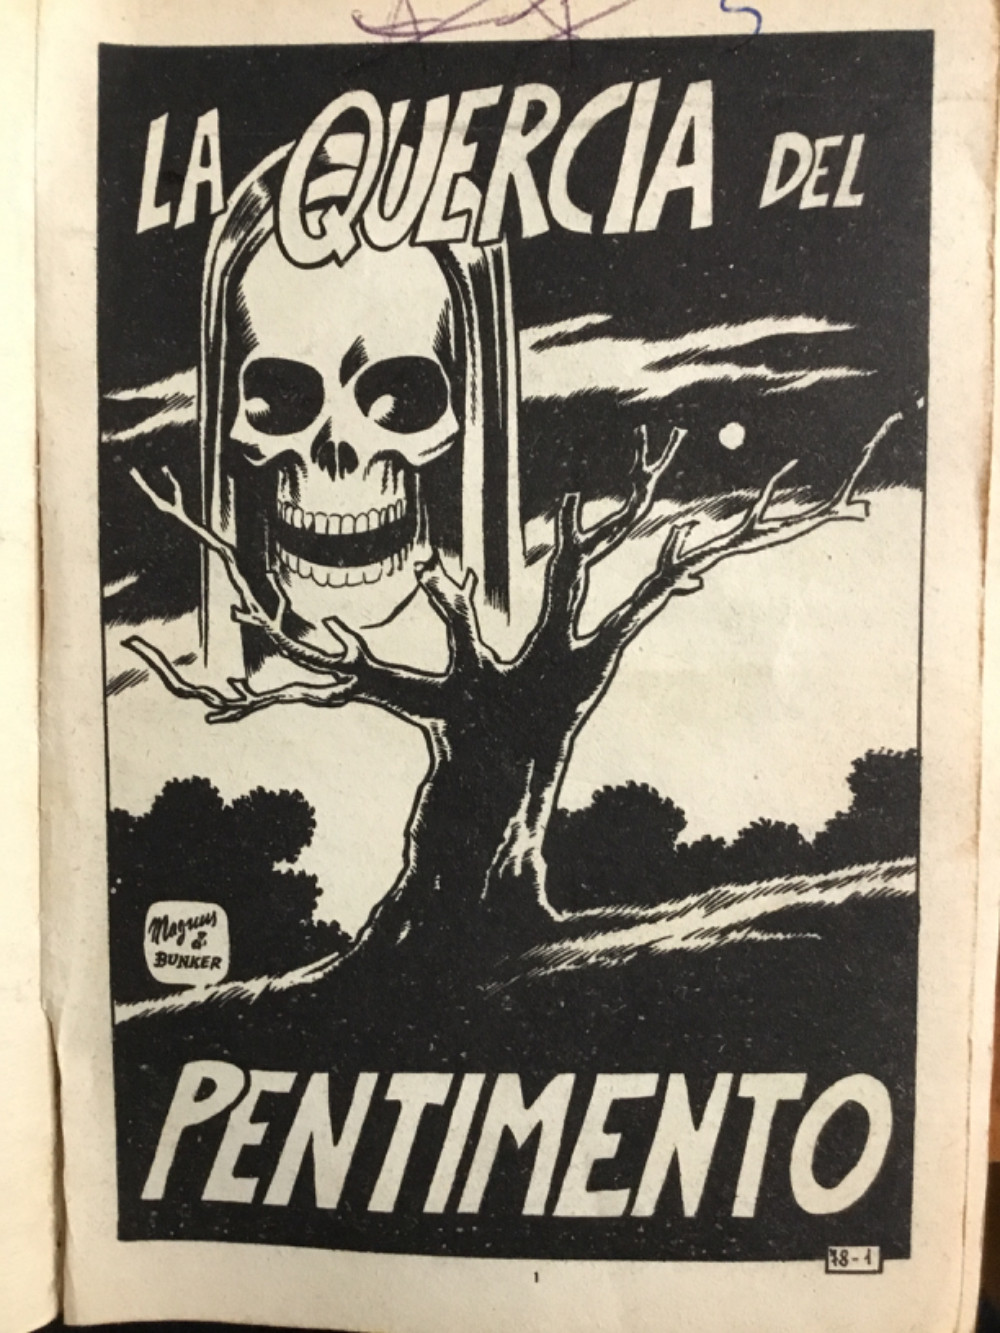 LA QUERCIA DEL
Magnus
&
BUNKER
PENTIMENTO
78-1
1